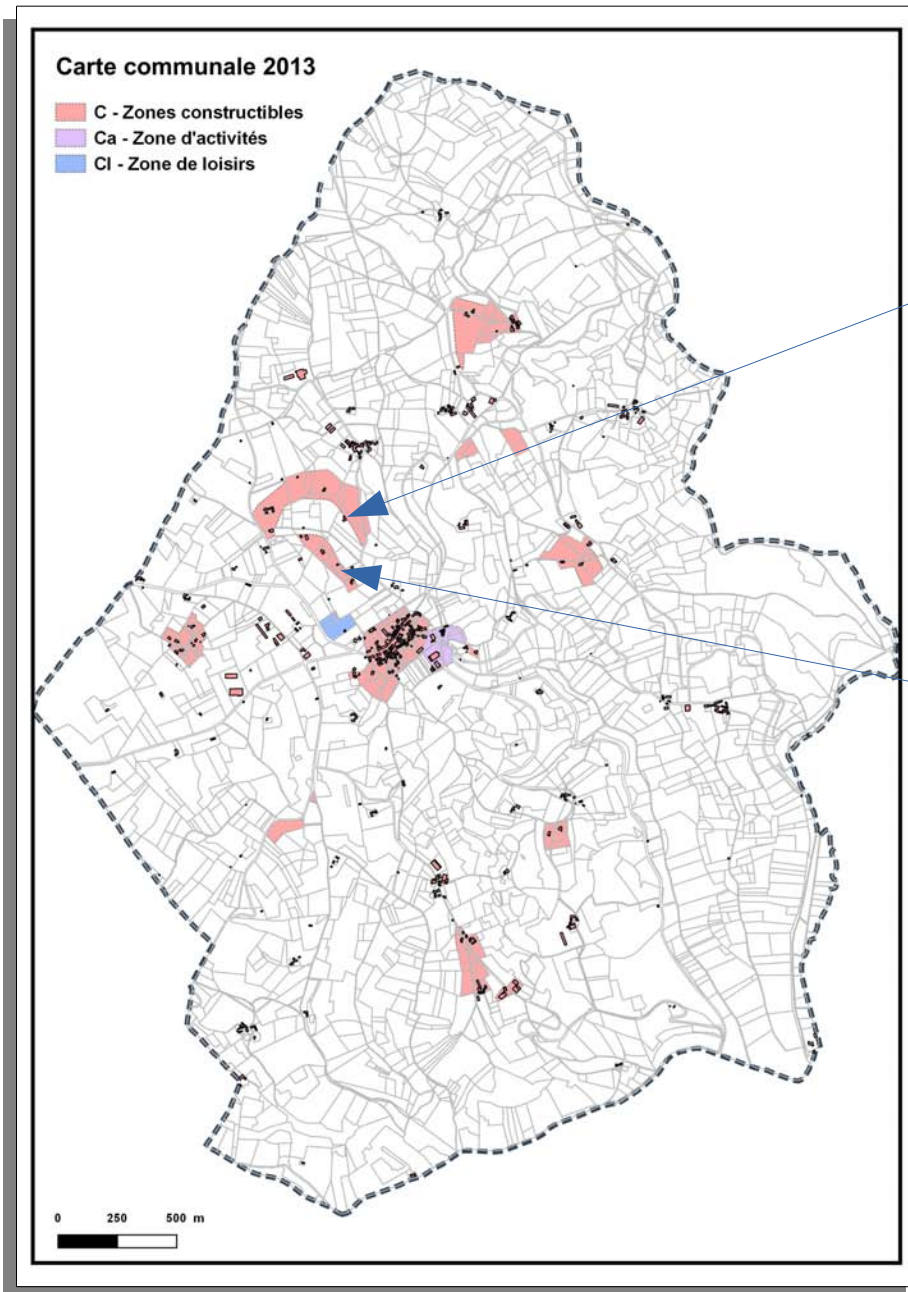 Carte communale 2013
C - Zones constructibles
Ca - Zone d'activités
Cl - Zone de loisirs
0 250 500 m